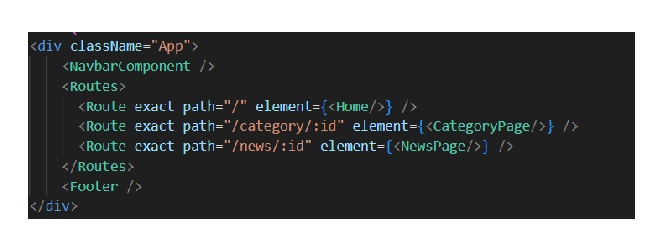 <div className="App">
<NavbarComponent />
<Routes>
<Route exact path="/" element={<Home/>} />
<Route exact path="/category/:id" element={<CategoryPage/>} />
<Route exact path="/news/:id" element={<NewsPage/>} />
</Routes>
<Footer />
</div>